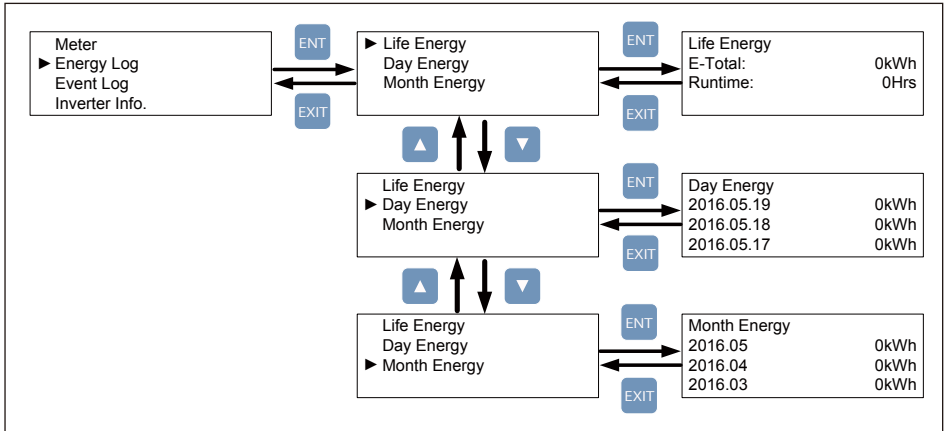 Meter
► Energy Log
Event Log
Inverter Info.
ENT
EXIT
► Life Energy
Day Energy
Month Energy
ENT
EXIT
Life Energy
E-Total: 0kWh
Runtime: 0Hrs
▲ ▼
Life Energy
► Day Energy
Month Energy
ENT
EXIT
Day Energy
2016.05.19 0kWh
2016.05.18 0kWh
2016.05.17 0kWh
▲ ▼
Life Energy
Day Energy
► Month Energy
ENT
EXIT
Month Energy
2016.05 0kWh
2016.04 0kWh
2016.03 0kWh